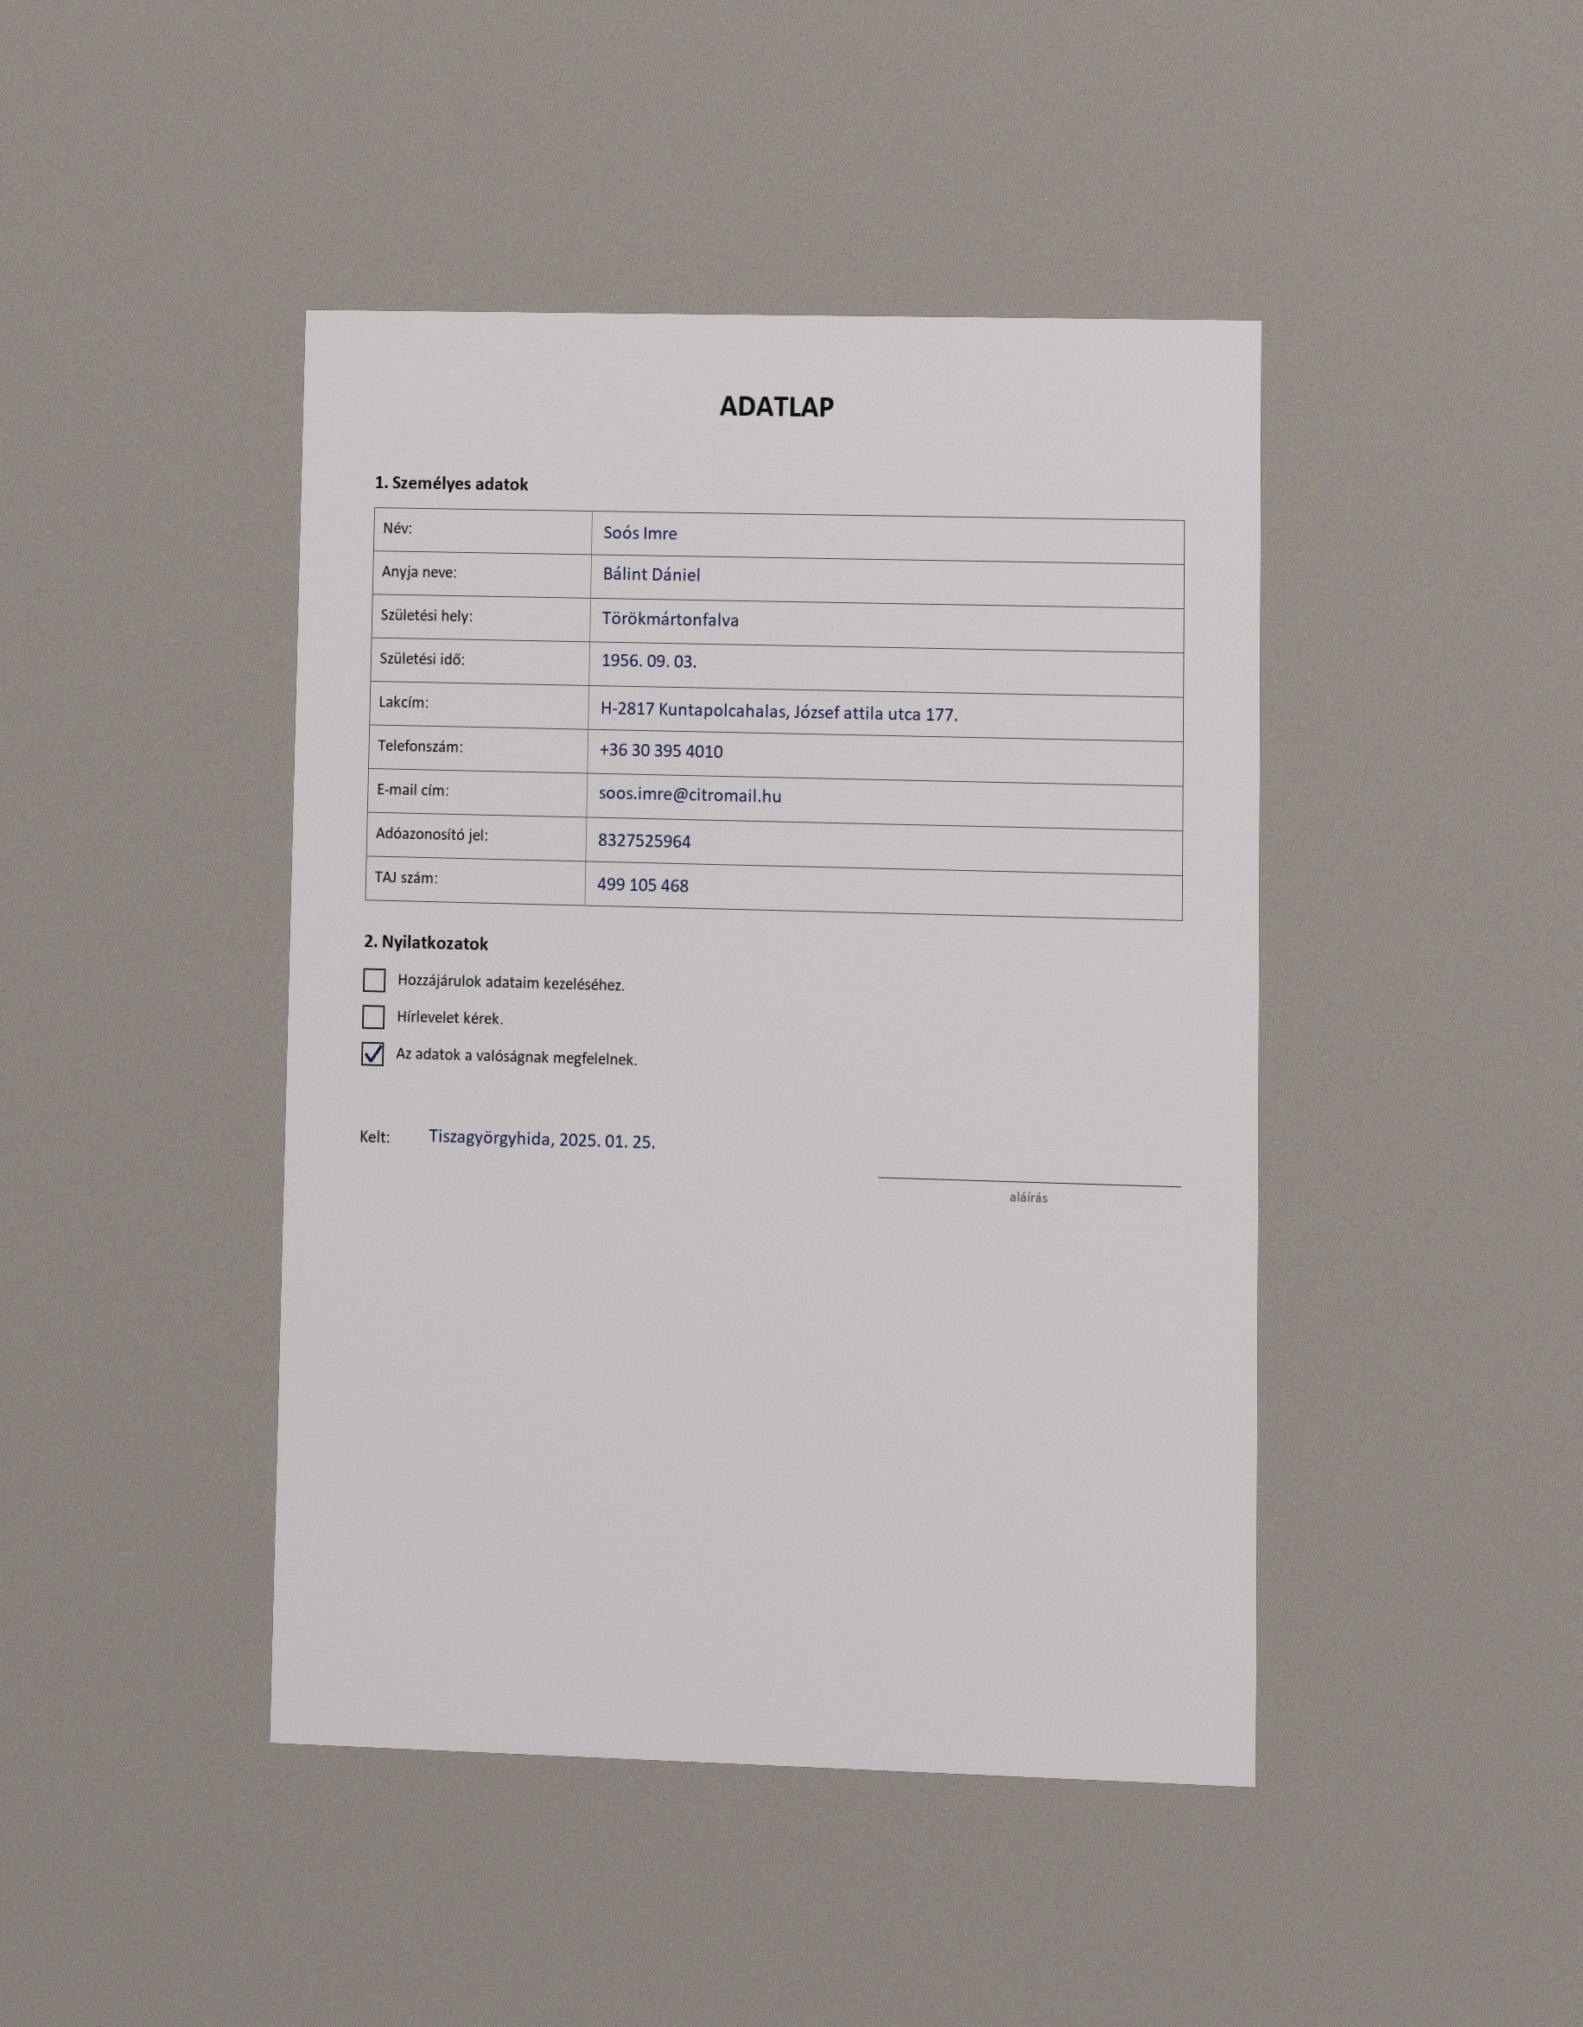 ADATLAP
1. Személyes adatok
Név: Soós Imre
Anyja neve: Bálint Dániel
Születési hely: Törökmártonfalva
Születési idő: 1956. 09. 03.
Lakcím: H-2817 Kuntapolcahalas, József attila utca 177.
Telefonszám: +36 30 395 4010
E-mail cím: soos.imre@citromail.hu
Adóazonosító jel: 8327525964
TAJ szám: 499 105 468
2. Nyilatkozatok
Hozzájárulok adataim kezeléséhez.
Hírlevelet kérek.
Az adatok a valóságnak megfelelnek.
Kelt: Tiszagyörgyhida, 2025. 01. 25.
aláírás